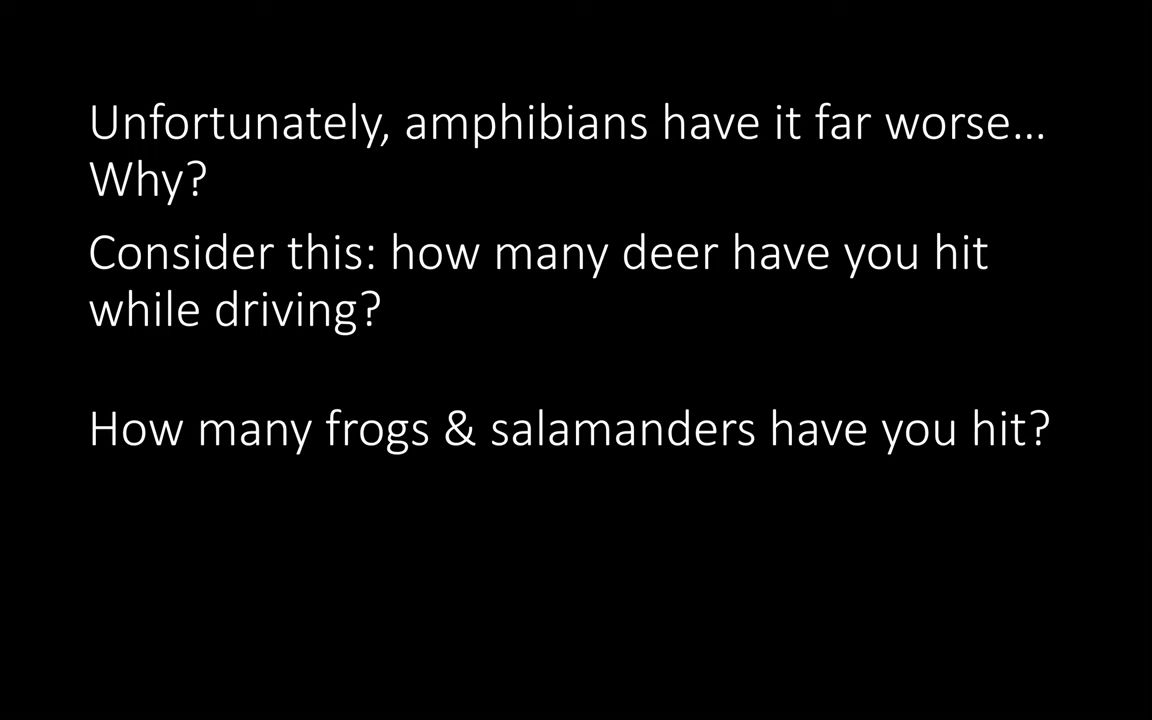 Unfortunately, amphibians have it far worse…
Why?
Consider this: how many deer have you hit
while driving?
How many frogs & salamanders have you hit?